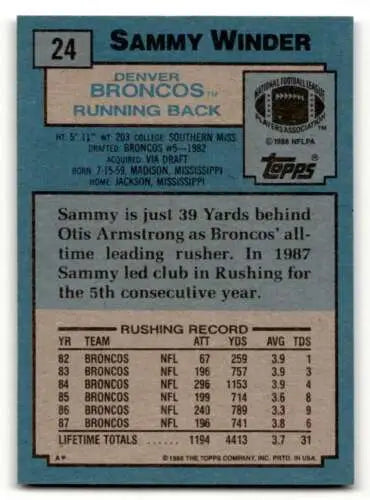 24 SAMMY WINDER
DENVER
BRONCOS TM
RUNNING BACK
NATIONAL FOOTBALL LEAGUE
PLAYERS ASSOCIATION
© 1988 NFLPA
HT: 5' 11" WT: 203 COLLEGE: SOUTHERN MISS.
DRAFTED: BRONCOS #5—1982
ACQUIRED: VIA DRAFT
BORN: 7-15-59, MADISON, MISSISSIPPI
HOME: JACKSON, MISSISSIPPI
Topps®
Sammy is just 39 Yards behind
Otis Armstrong as Broncos' all-
time leading rusher. In 1987
Sammy led club in Rushing for
the 5th consecutive year.
RUSHING RECORD
YR TEAM ATT YDS AVG TDS
82 BRONCOS NFL 67 259 3.9 1
83 BRONCOS NFL 196 757 3.9 3
84 BRONCOS NFL 296 1153 3.9 4
85 BRONCOS NFL 199 714 3.6 8
86 BRONCOS NFL 240 789 3.3 9
87 BRONCOS NFL 196 741 3.8 6
LIFETIME TOTALS ...... 1194 4413 3.7 31
A* © 1988 THE TOPPS COMPANY, INC. PRTD. IN USA.